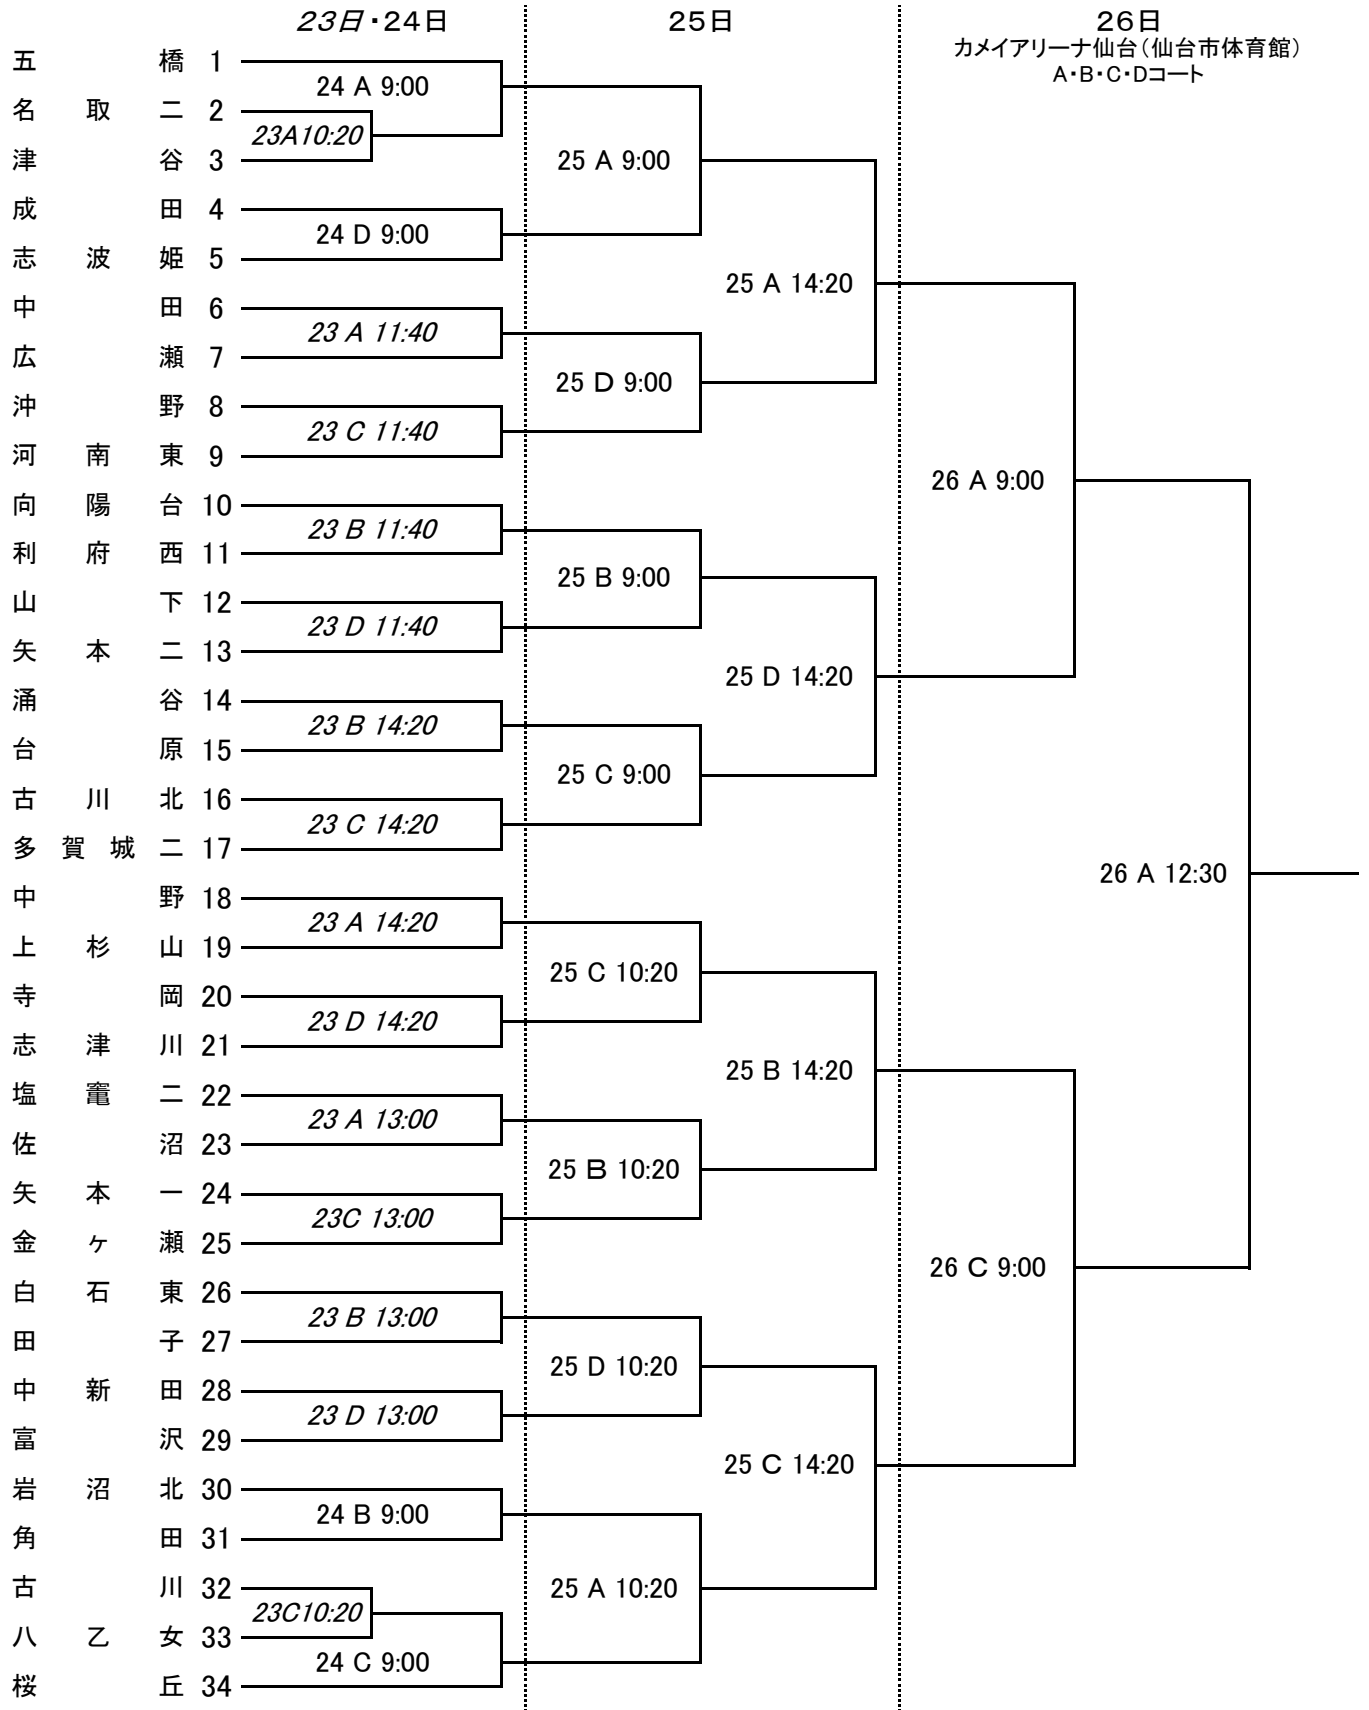 23日・24日 25日 26日
カメイアリーナ仙台（仙台市体育館）
A・B・C・Dコート
五橋 1
24 A 9:00
名取二 2
23A10:20
津谷 3
25 A 9:00
成田 4
24 D 9:00
志波姫 5
25 A 14:20
中田 6
23 A 11:40
広瀬 7
25 D 9:00
沖野 8
23 C 11:40
河南東 9
26 A 9:00
向陽台 10
23 B 11:40
利府西 11
25 B 9:00
山下 12
23 D 11:40
矢本二 13
25 D 14:20
涌谷 14
23 B 14:20
台原 15
25 C 9:00
古川北 16
23 C 14:20
多賀城二 17
26 A 12:30
中野 18
23 A 14:20
上杉山 19
25 C 10:20
寺岡 20
23 D 14:20
志津川 21
25 B 14:20
塩竈二 22
23 A 13:00
佐沼 23
25 B 10:20
矢本一 24
23C 13:00
金ヶ瀬 25
26 C 9:00
白石東 26
23 B 13:00
田子 27
25 D 10:20
中新田 28
23 D 13:00
富沢 29
25 C 14:20
岩沼北 30
24 B 9:00
角田 31
古川 32
25 A 10:20
23C10:20
八乙女 33
24 C 9:00
桜丘 34